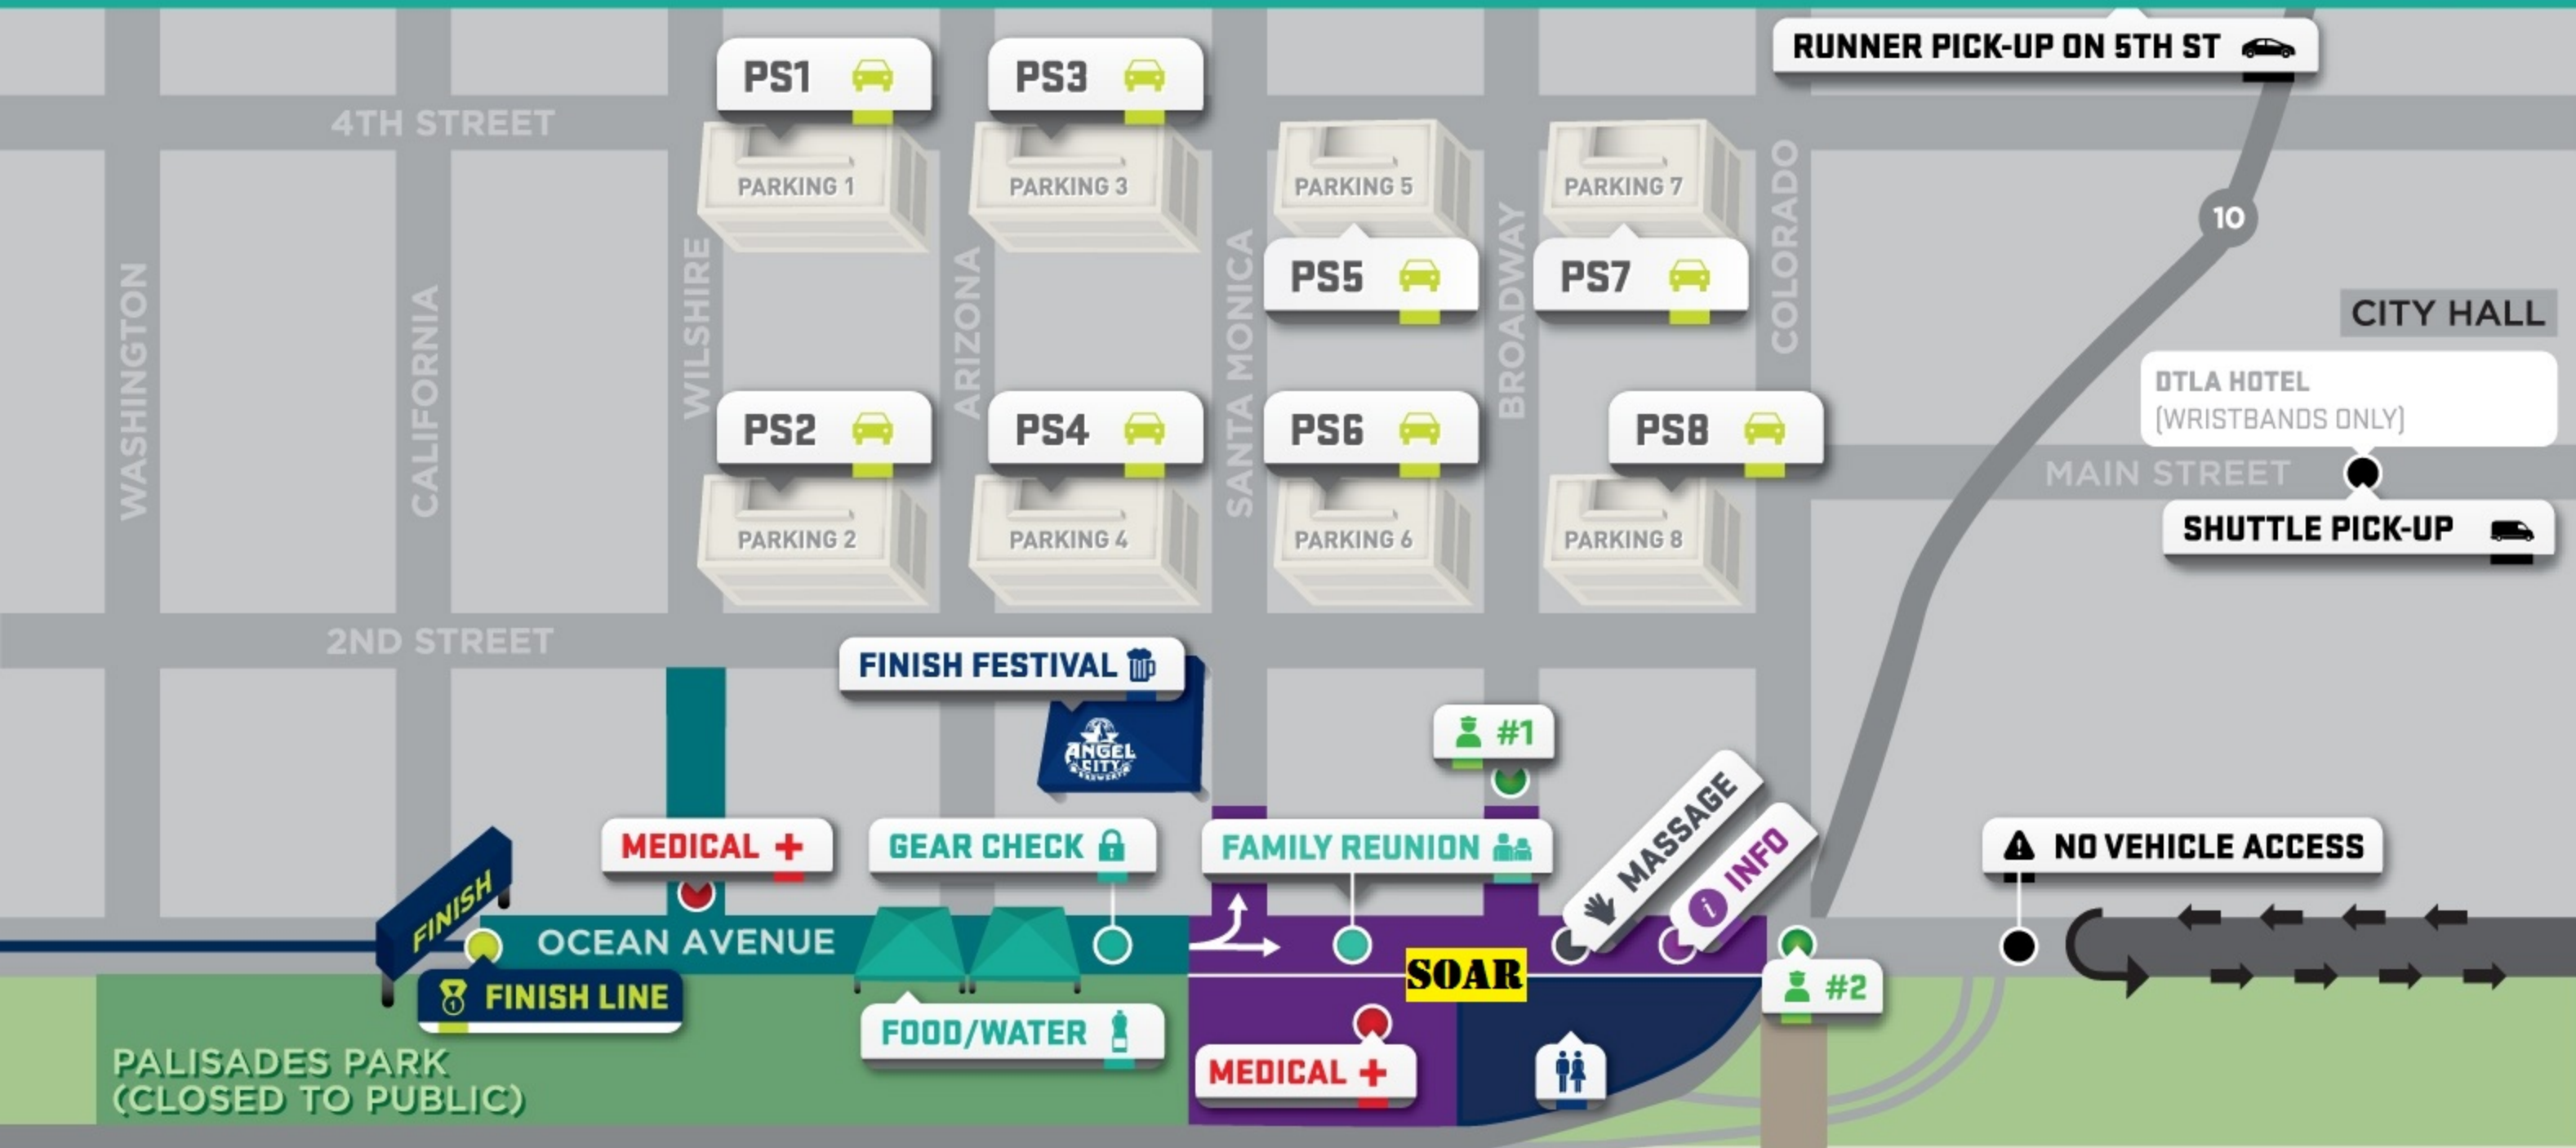 RUNNER PICK-UP ON 5TH ST
PS1
PS3
4TH STREET
PARKING 1
PARKING 3
PARKING 5
PARKING 7
10
PS5
PS7
WASHINGTON
CALIFORNIA
WILSHIRE
ARIZONA
SANTA MONICA
BROADWAY
COLORADO
CITY HALL
DTLA HOTEL
(WRISTBANDS ONLY)
PS2
PS4
PS6
PS8
MAIN STREET
SHUTTLE PICK-UP
PARKING 2
PARKING 4
PARKING 6
PARKING 8
2ND STREET
FINISH FESTIVAL
ANGEL
CITY
BREWERY
#1
MASSAGE
INFO
MEDICAL
GEAR CHECK
FAMILY REUNION
NO VEHICLE ACCESS
FINISH
OCEAN AVENUE
SOAR
FINISH LINE
1
#2
FOOD/WATER
MEDICAL
PALISADES PARK
(CLOSED TO PUBLIC)